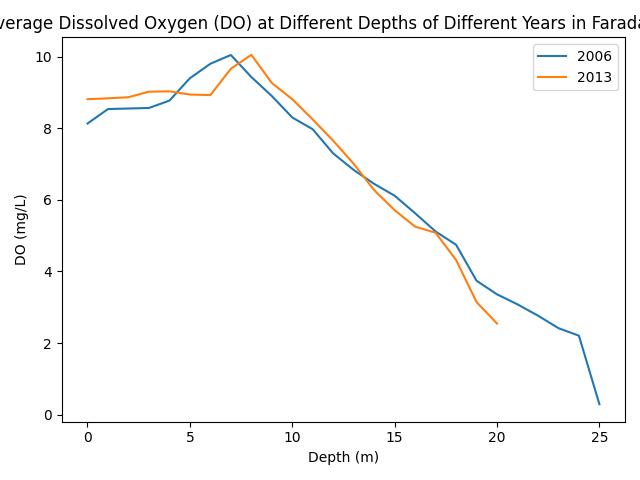 verage Dissolved Oxygen (DO) at Different Depths of Different Years in Farada
10
8
6
4
2
0
DO (mg/L)
2006
2013
0 5 10 15 20 25
Depth (m)